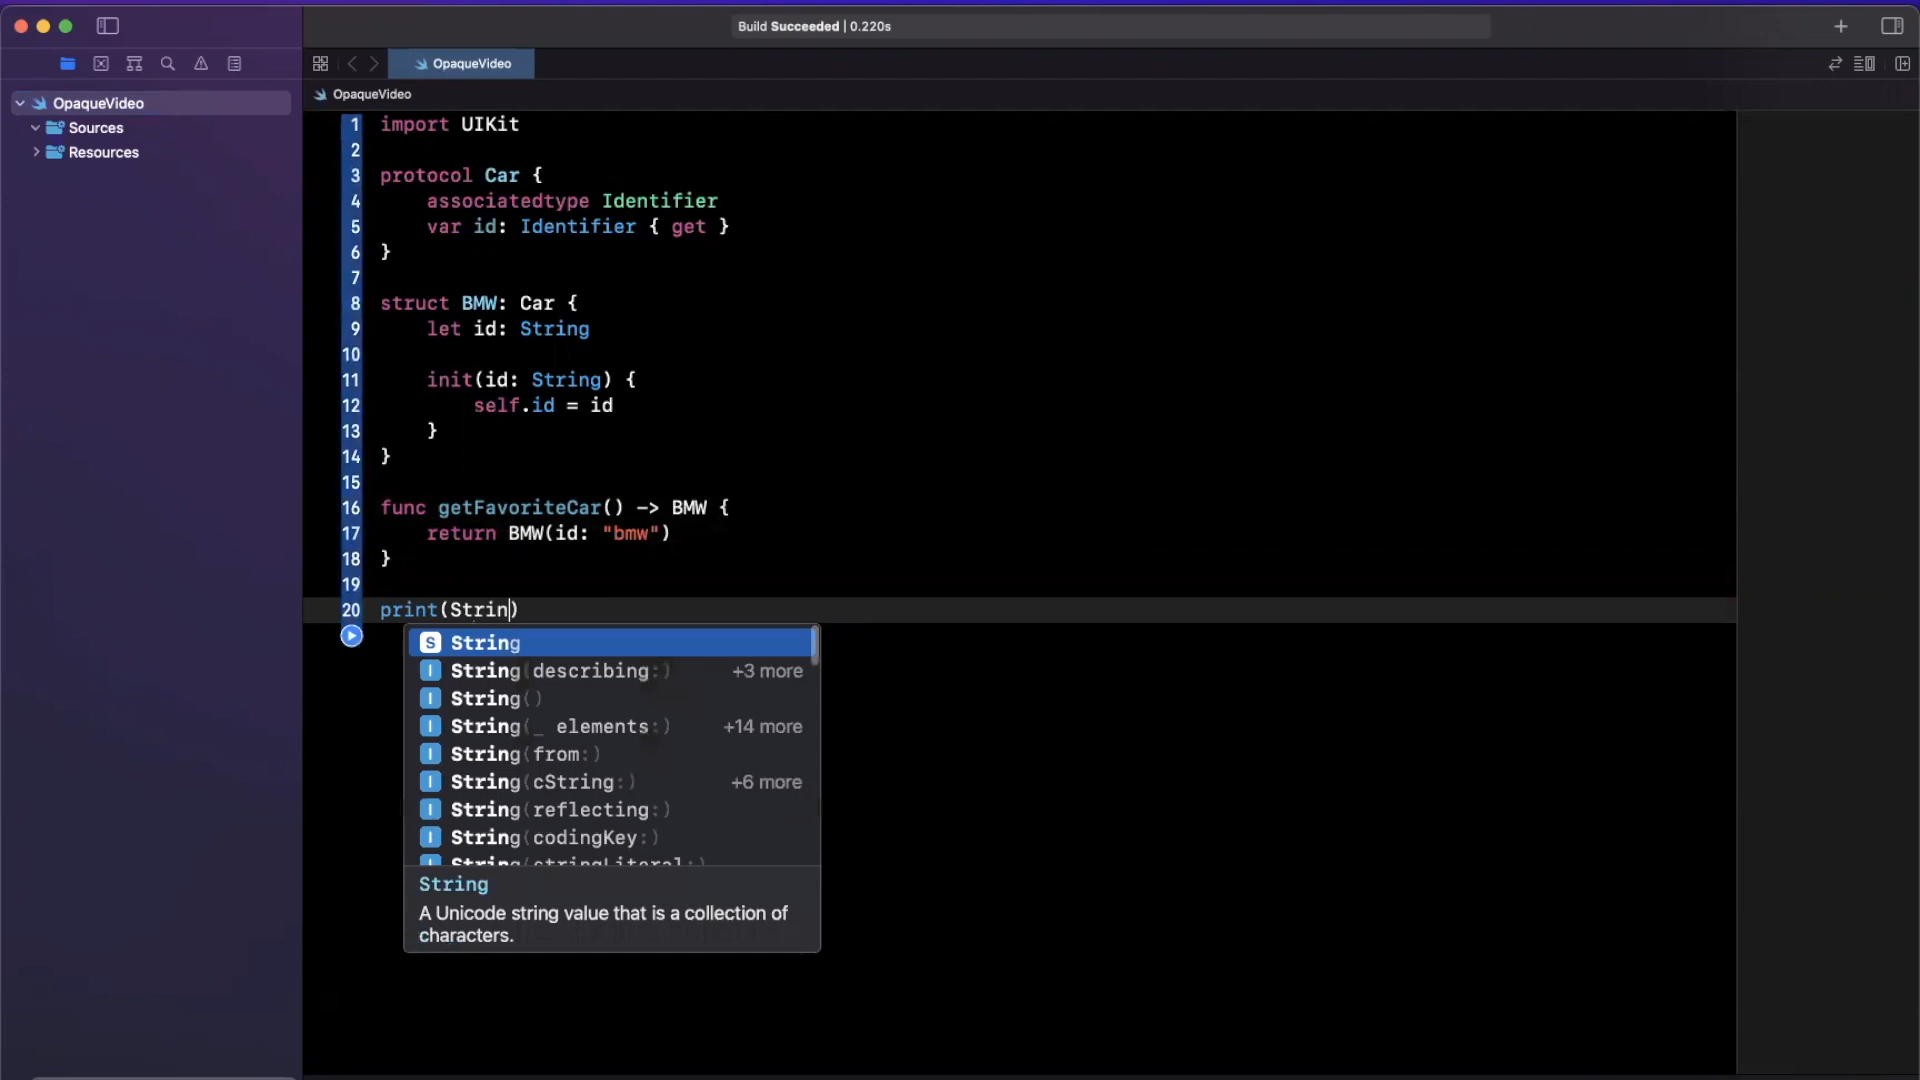 Build Succeeded | 0.220s
OpaqueVideo
OpaqueVideo
OpaqueVideo
Sources
Resources
1 import UIKit
2
3 protocol Car {
4 associatedtype Identifier
5 var id: Identifier { get }
6 }
7
8 struct BMW: Car {
9 let id: String
10
11 init(id: String) {
12 self.id = id
13 }
14 }
15
16 func getFavoriteCar() -> BMW {
17 return BMW(id: "bmw")
18 }
19
20 print(Strin)
S String
I String(describing:) +3 more
I String()
I String(_ elements:) +14 more
I String(from:)
I String(cString:) +6 more
I String(reflecting:)
I String(codingKey:)
I String(stringLiteral:)
String
A Unicode string value that is a collection of
characters.